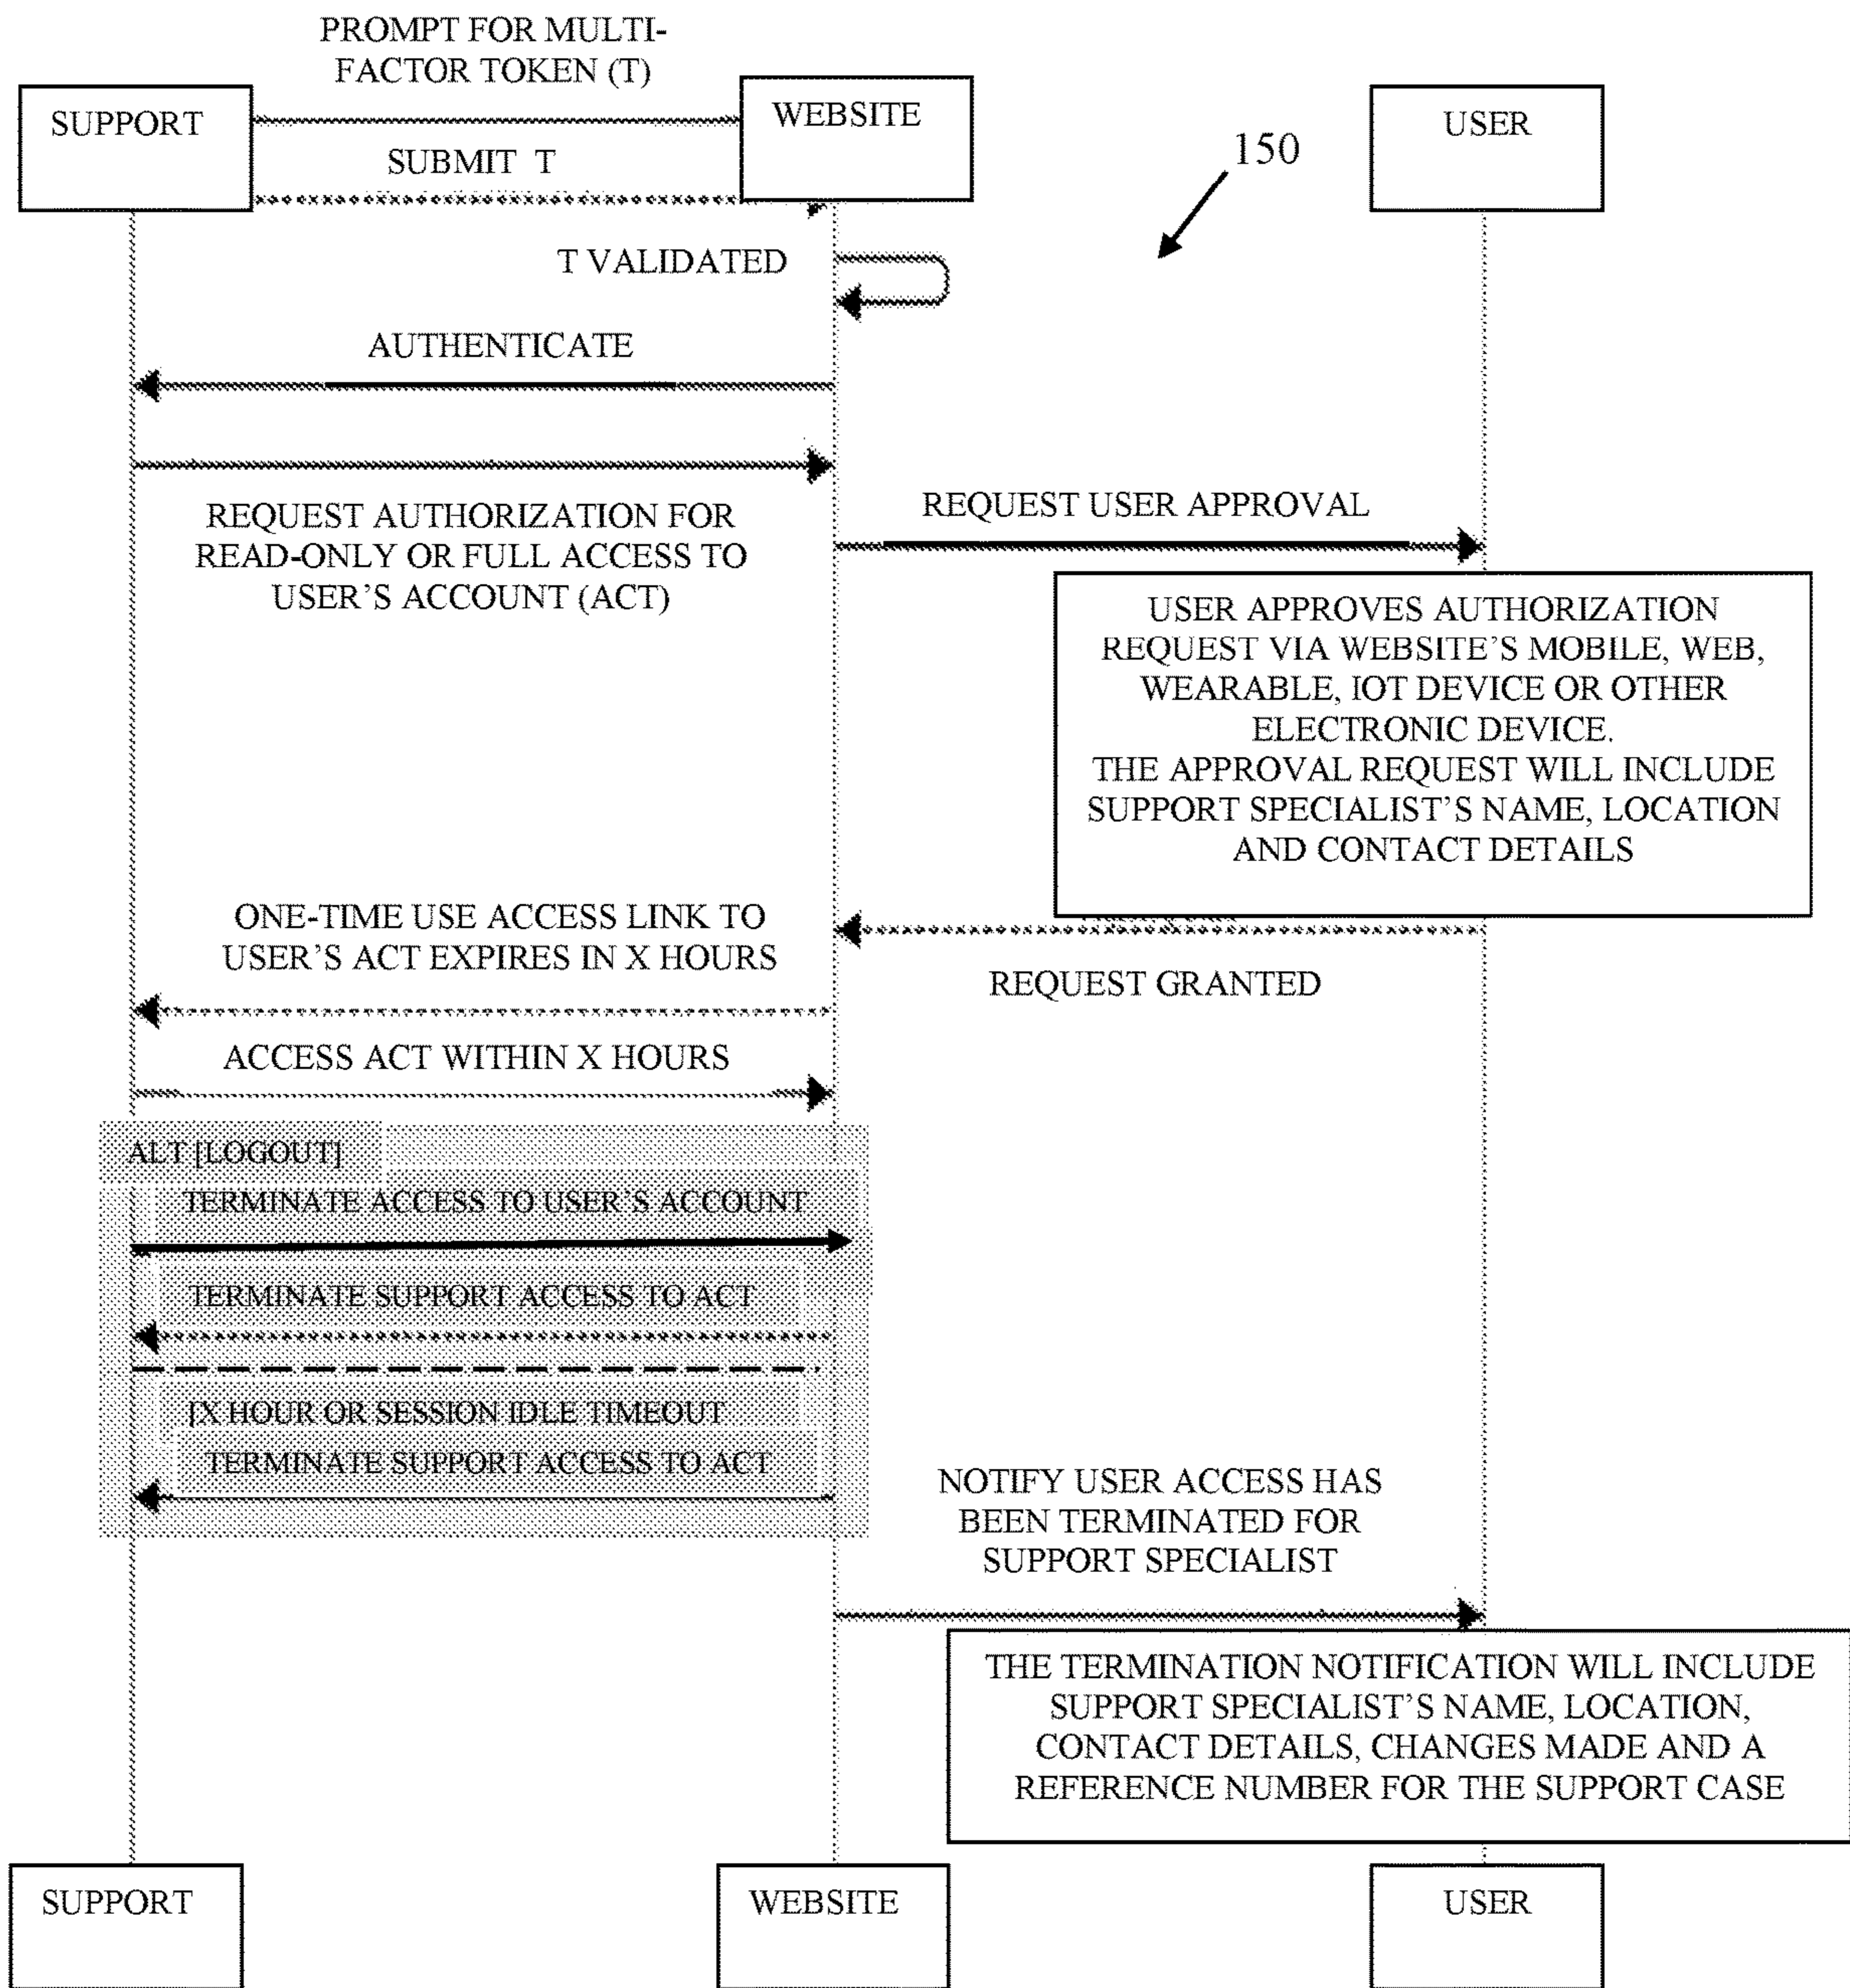 PROMPT FOR MULTI-
FACTOR TOKEN (T)
SUPPORT
WEBSITE
USER
SUBMIT T
150
T VALIDATED
AUTHENTICATE
REQUEST AUTHORIZATION FOR
READ-ONLY OR FULL ACCESS TO
USER'S ACCOUNT (ACT)
REQUEST USER APPROVAL
USER APPROVES AUTHORIZATION
REQUEST VIA WEBSITE'S MOBILE, WEB,
WEARABLE, IOT DEVICE OR OTHER
ELECTRONIC DEVICE.
THE APPROVAL REQUEST WILL INCLUDE
SUPPORT SPECIALIST'S NAME, LOCATION
AND CONTACT DETAILS
ONE-TIME USE ACCESS LINK TO
USER'S ACT EXPIRES IN X HOURS
REQUEST GRANTED
ACCESS ACT WITHIN X HOURS
ALT [LOGOUT]
TERMINATE ACCESS TO USER'S ACCOUNT
TERMINATE SUPPORT ACCESS TO ACT
[X HOUR OR SESSION IDLE TIMEOUT
TERMINATE SUPPORT ACCESS TO ACT
NOTIFY USER ACCESS HAS
BEEN TERMINATED FOR
SUPPORT SPECIALIST
THE TERMINATION NOTIFICATION WILL INCLUDE
SUPPORT SPECIALIST'S NAME, LOCATION,
CONTACT DETAILS, CHANGES MADE AND A
REFERENCE NUMBER FOR THE SUPPORT CASE
SUPPORT
WEBSITE
USER